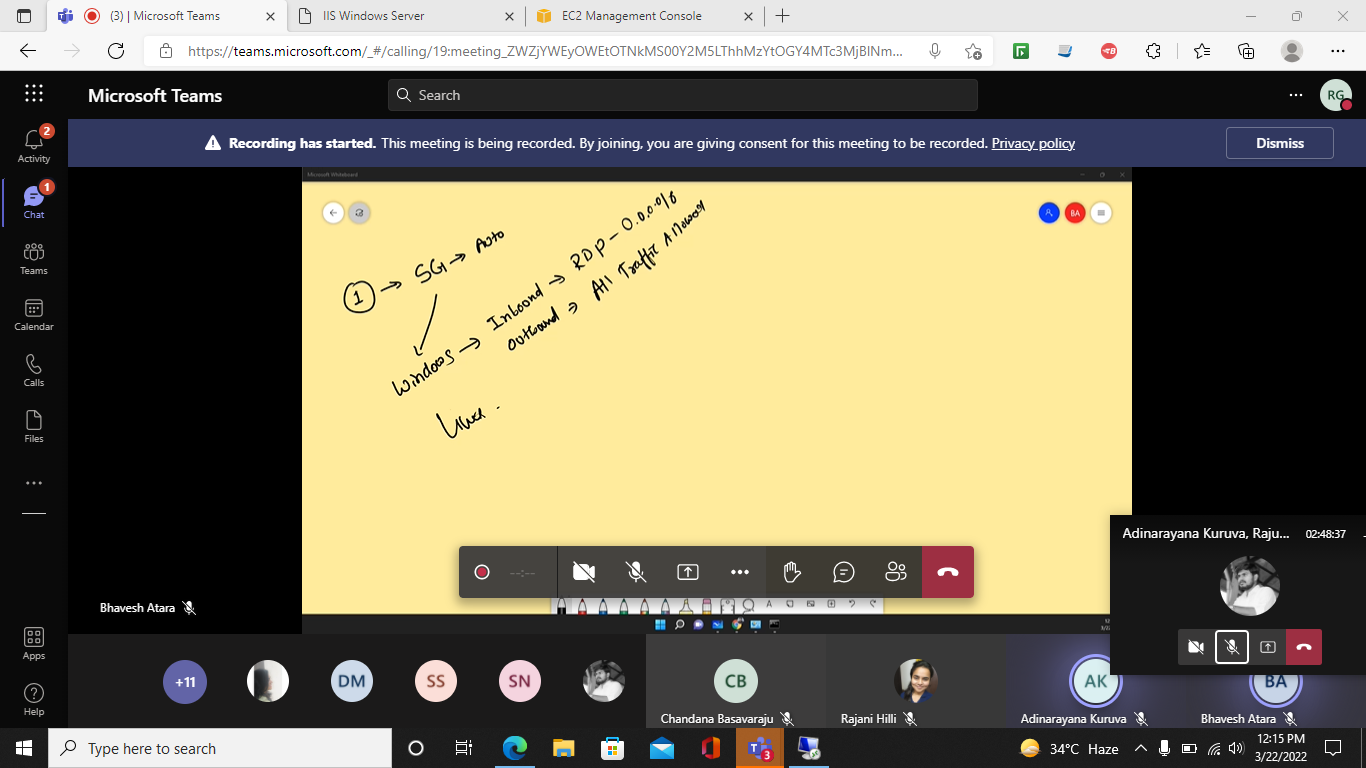 (3) | Microsoft Teams
IIS Windows Server
EC2 Management Console
https://teams.microsoft.com/_#/calling/19:meeting_ZWZjYWEyOWEtOTNkMS00Y2M5LThhMzYtOGY4MTc3MjBlNm...
Microsoft Teams
Search
RG
Recording has started. This meeting is being recorded. By joining, you are giving consent for this meeting to be recorded. Privacy policy
Dismiss
2
Activity
1
Chat
Teams
Calendar
Calls
Files
Apps
Help
Microsoft Whiteboard
BA
1 → SG → Auto
Windows → Inbound → RDP - 0.0.0.0/0
Outbound → All Traffic Allowed
--:--
Adinarayana Kuruva, Raju...
02:48:37
Bhavesh Atara
+11
DM
SS
SN
CB
Chandana Basavaraju
Rajani Hilli
AK
Adinarayana Kuruva
BA
Bhavesh Atara
Type here to search
3
34°C Haze
12:15 PM
3/22/2022